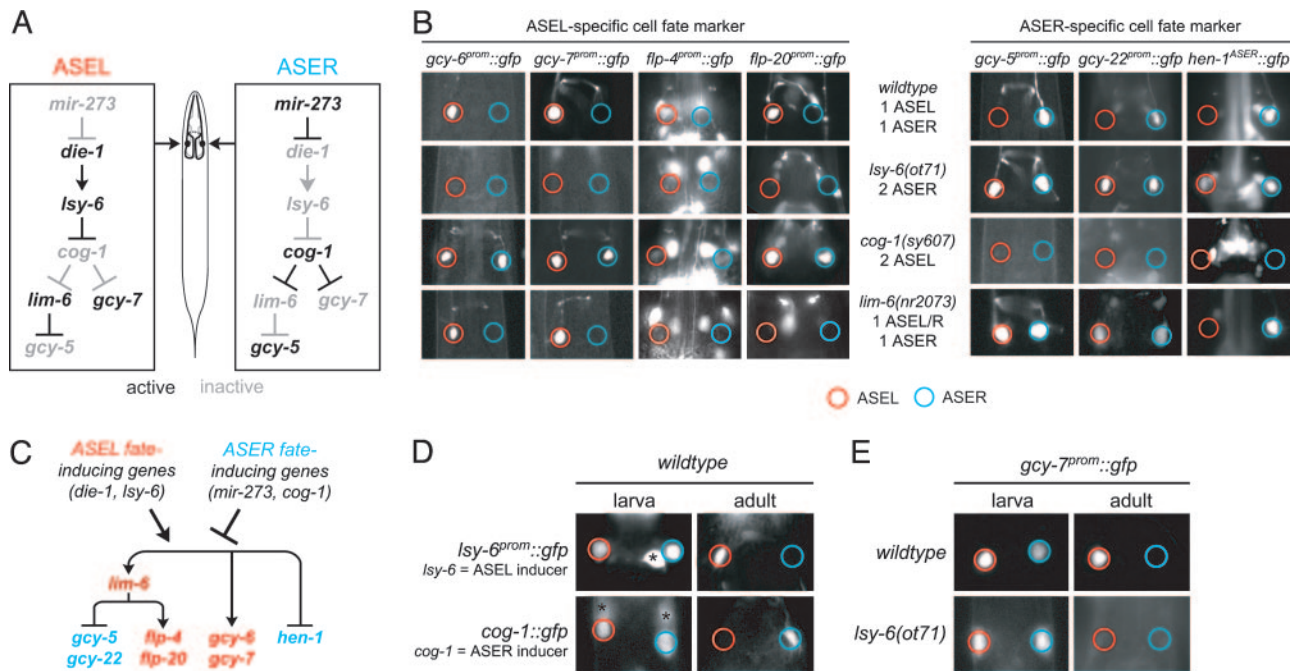 A
ASEL
ASER
mir-273
die-1
lsy-6
cog-1
lim-6
gcy-7
gcy-5
mir-273
die-1
lsy-6
cog-1
lim-6
gcy-7
gcy-5
active inactive
B
ASEL-specific cell fate marker
gcy-6prom::gfp gcy-7prom::gfp flp-4prom::gfp flp-20prom::gfp
ASER-specific cell fate marker
gcy-5prom::gfp gcy-22prom::gfp hen-1ASER::gfp
wildtype
1 ASEL
1 ASER
lsy-6(ot71)
2 ASER
cog-1(sy607)
2 ASEL
lim-6(nr2073)
1 ASEL/R
1 ASER
ASEL ASER
C
ASEL fate-
inducing genes
(die-1, lsy-6)
ASER fate-
inducing genes
(mir-273, cog-1)
lim-6
gcy-5 flp-4 gcy-6 hen-1
gcy-22 flp-20 gcy-7
D
wildtype
larva adult
lsy-6prom::gfp
lsy-6 = ASEL inducer
*
cog-1::gfp
cog-1 = ASER inducer
* *
E
gcy-7prom::gfp
larva adult
wildtype
lsy-6(ot71)